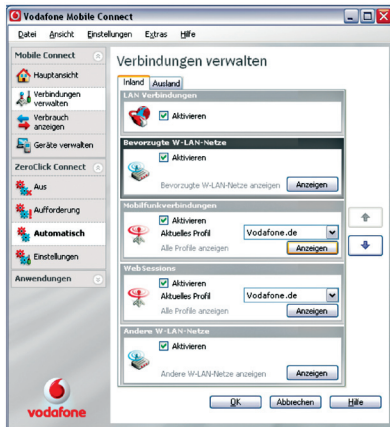 Vodafone Mobile Connect
Datei Ansicht Einstellungen Extras Hilfe
Mobile Connect
Hauptansicht
Verbindungen
verwalten
Verbrauch
anzeigen
Geräte verwalten
ZeroClick Connect
Aus
Aufforderung
Automatisch
Einstellungen
Anwendungen
vodafone
Verbindungen verwalten
Inland Ausland
LAN Verbindungen
Aktivieren
Bevorzugte W-LAN-Netze
Aktivieren
Bevorzugte W-LAN-Netze anzeigen Anzeigen
Mobilfunkverbindungen
Aktivieren
Aktuelles Profil Vodafone.de
Alle Profile anzeigen Anzeigen
WebSessions
Aktivieren
Aktuelles Profil Vodafone.de
Alle Profile anzeigen Anzeigen
Andere W-LAN-Netze
Aktivieren
Andere W-LAN-Netze anzeigen Anzeigen
OK Abbrechen Hilfe